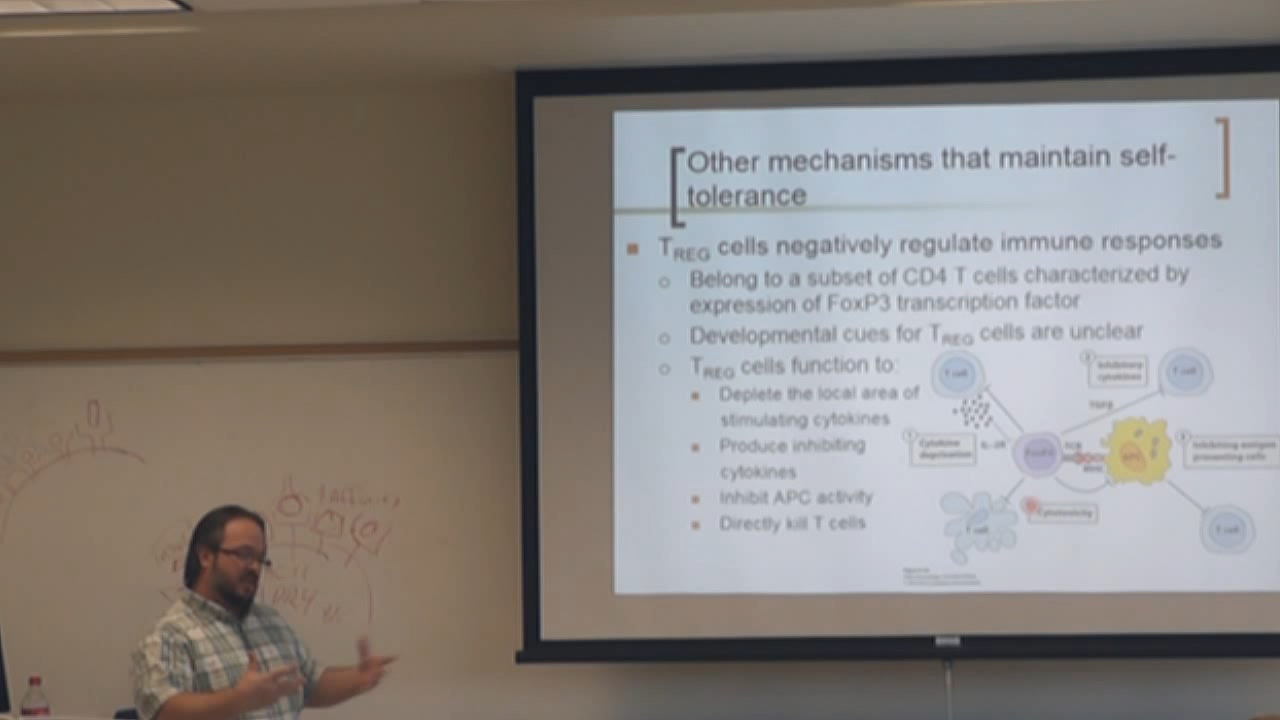 Other mechanisms that maintain self-
tolerance
TREG cells negatively regulate immune responses
Belong to a subset of CD4 T cells characterized by
expression of FoxP3 transcription factor
Developmental cues for TREG cells are unclear
TREG cells function to:
Deplete the local area of
stimulating cytokines
Produce inhibiting
cytokines
Inhibit APC activity
Directly kill T cells
T cell
Inhibitory
cytokines
T cell
Cytokine
deprivation
FoxP3
APC
Inhibiting antigen
presenting cells
Cytotoxicity
T cell
T cell